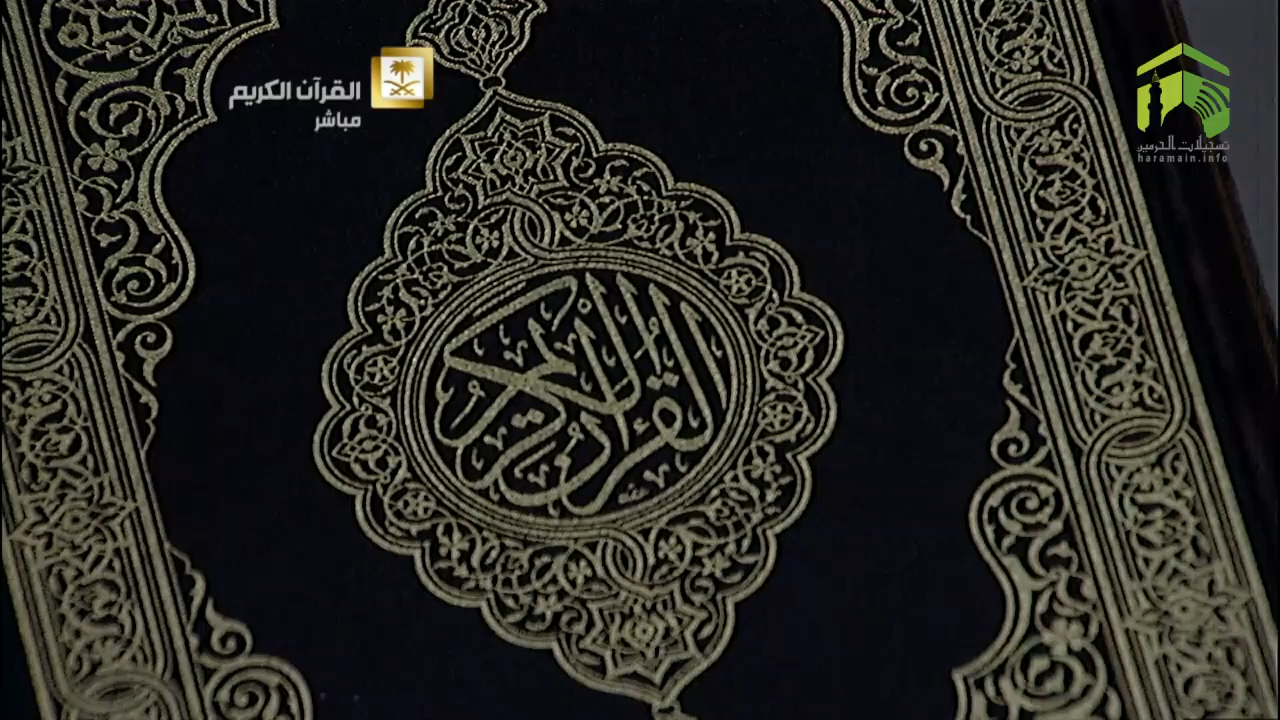 القرآن الكريم
مباشر
تسجيلات الحرمين
haramain.info
القرآن الكريم